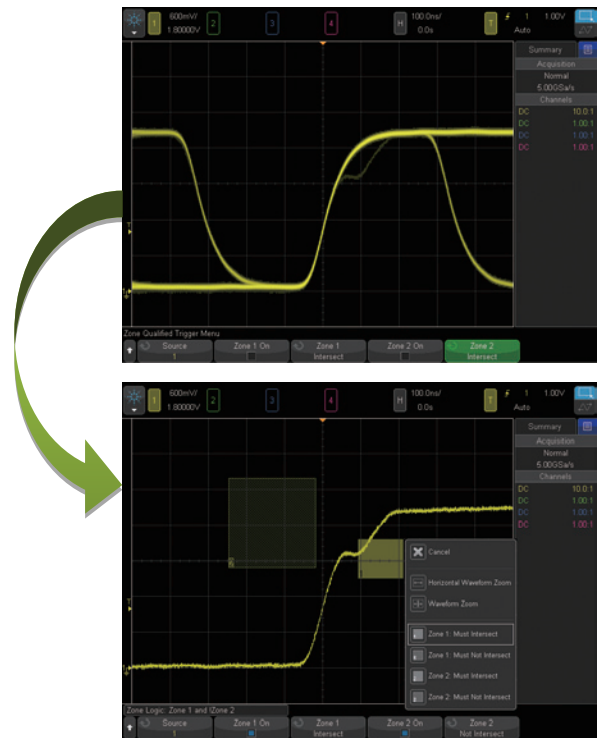 1 600mV/ 1.80000V 2 3 4 H 100.0ns/ 0.0s T 1 1.00V Auto
Summary
Acquisition
Normal
5.00GSa/s
Channels
DC 10.0:1
DC 1.00:1
DC 1.00:1
DC 1.00:1
T
Zone Qualified Trigger Menu
Source 1
Zone 1 On
Zone 1 Intersect
Zone 2 On
Zone 2 Intersect
1 600mV/ 1.80000V 2 3 4 H 100.0ns/ 0.0s T 1 1.00V Auto
Summary
Acquisition
Normal
5.00GSa/s
Channels
DC 10.0:1
DC 1.00:1
DC 1.00:1
DC 1.00:1
Cancel
Horizontal Waveform Zoom
Waveform Zoom
Zone 1: Must Intersect
Zone 1: Must Not Intersect
Zone 2: Must Intersect
Zone 2: Must Not Intersect
T
Zone Logic: Zone 1 and !Zone 2
Source 1
Zone 1 On
Zone 1 Intersect
Zone 2 On
Zone 2 Not Intersect